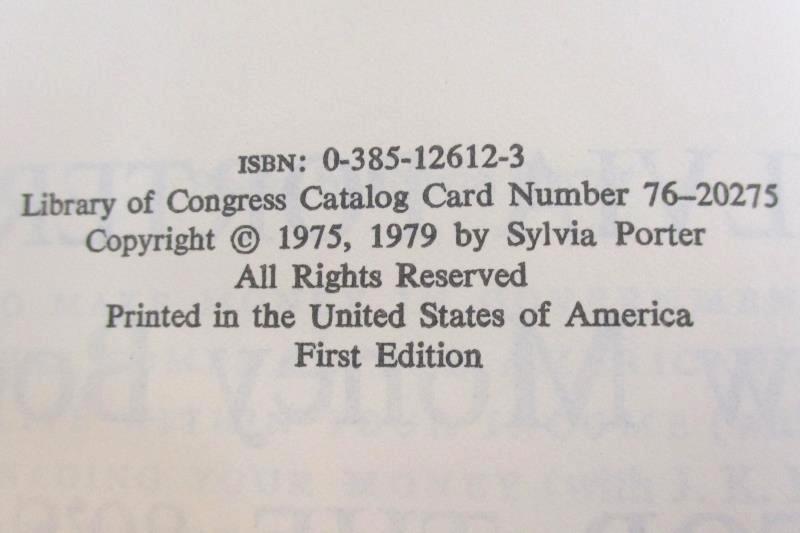 ISBN: 0-385-12612-3
Library of Congress Catalog Card Number 76–20275
Copyright © 1975, 1979 by Sylvia Porter
All Rights Reserved
Printed in the United States of America
First Edition